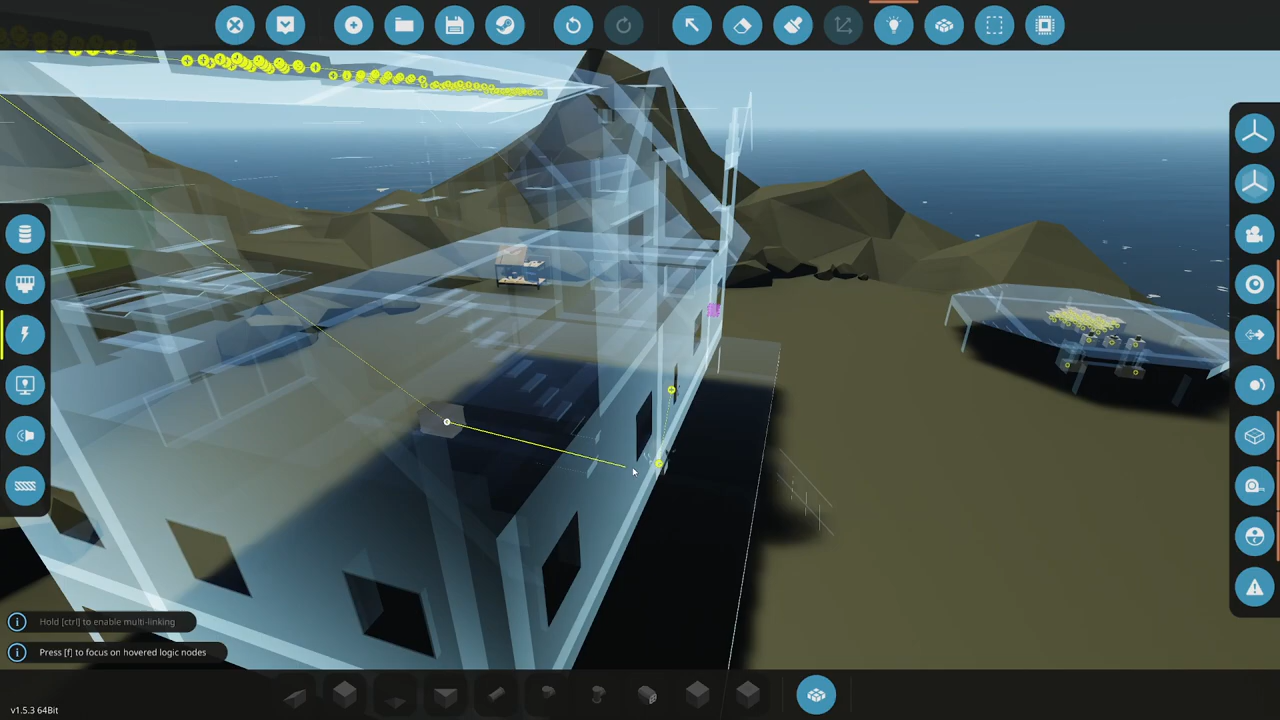 Hold [ctrl] to enable multi-linking
Press [f] to focus on hovered logic nodes
v1.5.3 64Bit